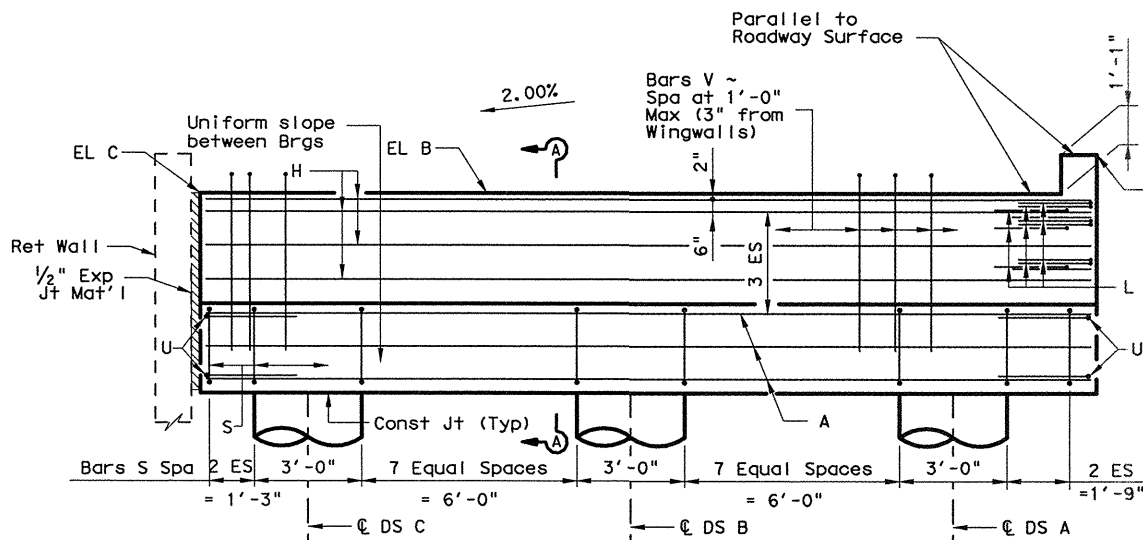 Parallel to
Roadway Surface
1'-1"
2.00%
Bars V ~
Spa at 1'-0"
Max (3" from
Wingwalls)
Uniform slope
between Brgs
EL C
H
EL B
A
2"
6"
3 ES
Ret Wall
1/2" Exp
Jt Mat'l
L
U
U
S
Const Jt (Typ)
A
A
Bars S Spa
2 ES
3'-0"
7 Equal Spaces
3'-0"
7 Equal Spaces
3'-0"
2 ES
= 1'-3"
= 6'-0"
= 6'-0"
=1'-9"
℄ DS C
℄ DS B
℄ DS A